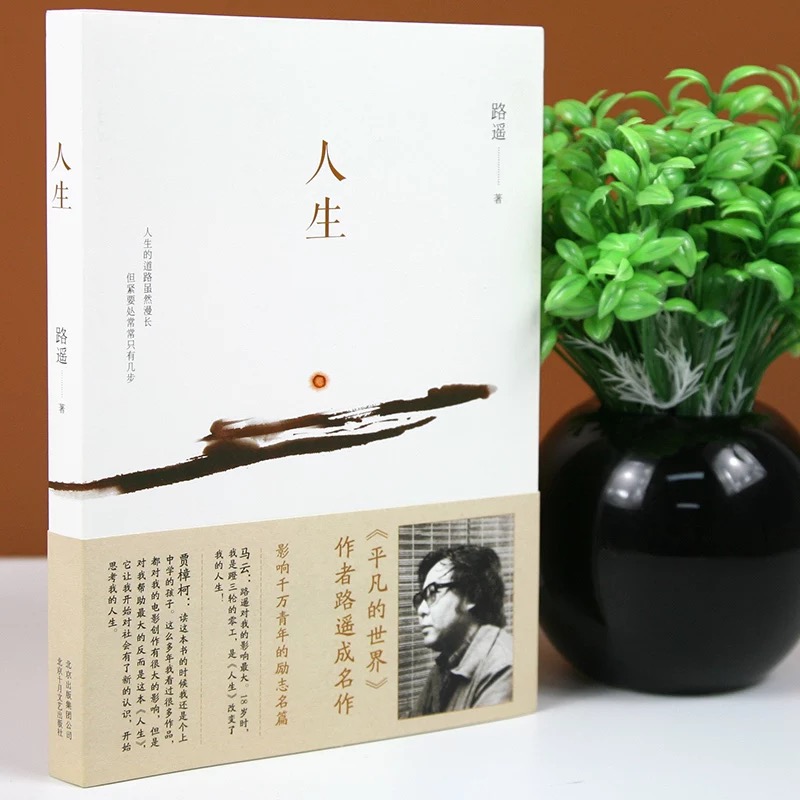 人生
路遥
著
人生
路遥
著
人生的道路虽然漫长
但紧要处常常只有几步
《平凡的世界》
作者路遥成名作
影响千万青年的励志名篇
马云：路遥对我的影响最大。18岁时，
我是蹬三轮的零工，是《人生》改变了
我的人生！
贾樟柯：读这本书的时候我还是个上
中学的孩子。这么多年我看过很多作品，
都对我的电影创作有很大的影响，但是
对我帮助最大的反而是这本《人生》，
它让我开始对社会有了新的认识，开始
思考我的人生。
北京出版集团公司
北京十月文艺出版社